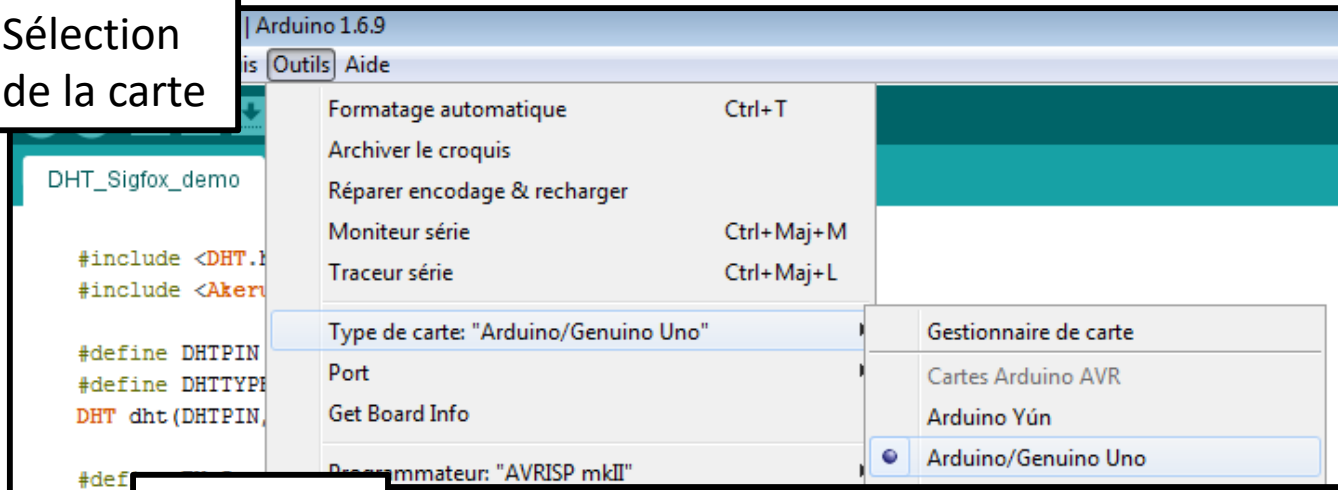 Sélection
de la carte
| Arduino 1.6.9
Outils Aide
Formatage automatique Ctrl+T
Archiver le croquis
DHT_Sigfox_demo
Réparer encodage & recharger
Moniteur série Ctrl+Maj+M
#include <DHT.
Traceur série Ctrl+Maj+L
#include <Akeru
Type de carte: "Arduino/Genuino Uno"
Gestionnaire de carte
#define DHTPIN
Port
Cartes Arduino AVR
#define DHTTYPE
Get Board Info
Arduino Yún
DHT dht(DHTPIN,
Arduino/Genuino Uno
Programmateur: "AVRISP mkII"
#def